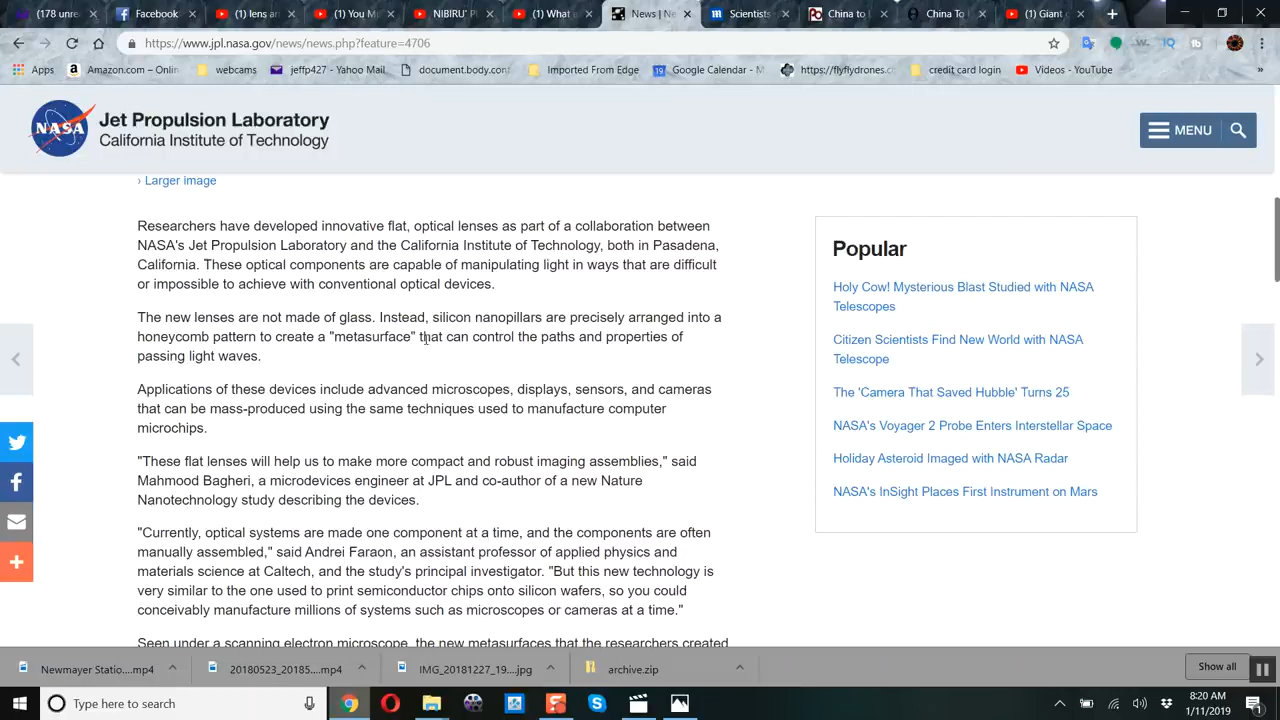 (178 unre
Facebook
(1) lens an
(1) You M
NIBIRU' P
(1) What
News | Ne
Scientists
China to
China To
(1) Giant
https://www.jpl.nasa.gov/news/news.php?feature=4706
Apps
Amazon.com – Onlin
webcams
jeffp427 - Yahoo Mail
document.body.cont
Imported From Edge
19 Google Calendar - M
https://flyflydrones.c
credit card login
Videos - YouTube
»
NASA
Jet Propulsion Laboratory
California Institute of Technology
MENU
› Larger image
Researchers have developed innovative flat, optical lenses as part of a collaboration between
NASA's Jet Propulsion Laboratory and the California Institute of Technology, both in Pasadena,
California. These optical components are capable of manipulating light in ways that are difficult
or impossible to achieve with conventional optical devices.
The new lenses are not made of glass. Instead, silicon nanopillars are precisely arranged into a
honeycomb pattern to create a "metasurface" that can control the paths and properties of
passing light waves.
Applications of these devices include advanced microscopes, displays, sensors, and cameras
that can be mass-produced using the same techniques used to manufacture computer
microchips.
"These flat lenses will help us to make more compact and robust imaging assemblies," said
Mahmood Bagheri, a microdevices engineer at JPL and co-author of a new Nature
Nanotechnology study describing the devices.
"Currently, optical systems are made one component at a time, and the components are often
manually assembled," said Andrei Faraon, an assistant professor of applied physics and
materials science at Caltech, and the study's principal investigator. "But this new technology is
very similar to the one used to print semiconductor chips onto silicon wafers, so you could
conceivably manufacture millions of systems such as microscopes or cameras at a time."
Seen under a scanning electron microscope, the new metasurfaces that the researchers created
Popular
Holy Cow! Mysterious Blast Studied with NASA
Telescopes
Citizen Scientists Find New World with NASA
Telescope
The 'Camera That Saved Hubble' Turns 25
NASA's Voyager 2 Probe Enters Interstellar Space
Holiday Asteroid Imaged with NASA Radar
NASA's InSight Places First Instrument on Mars
Newmayer Statio....mp4
20180523_20185....mp4
IMG_20181227_19....jpg
archive.zip
Show all
Type here to search
8:20 AM
1/11/2019